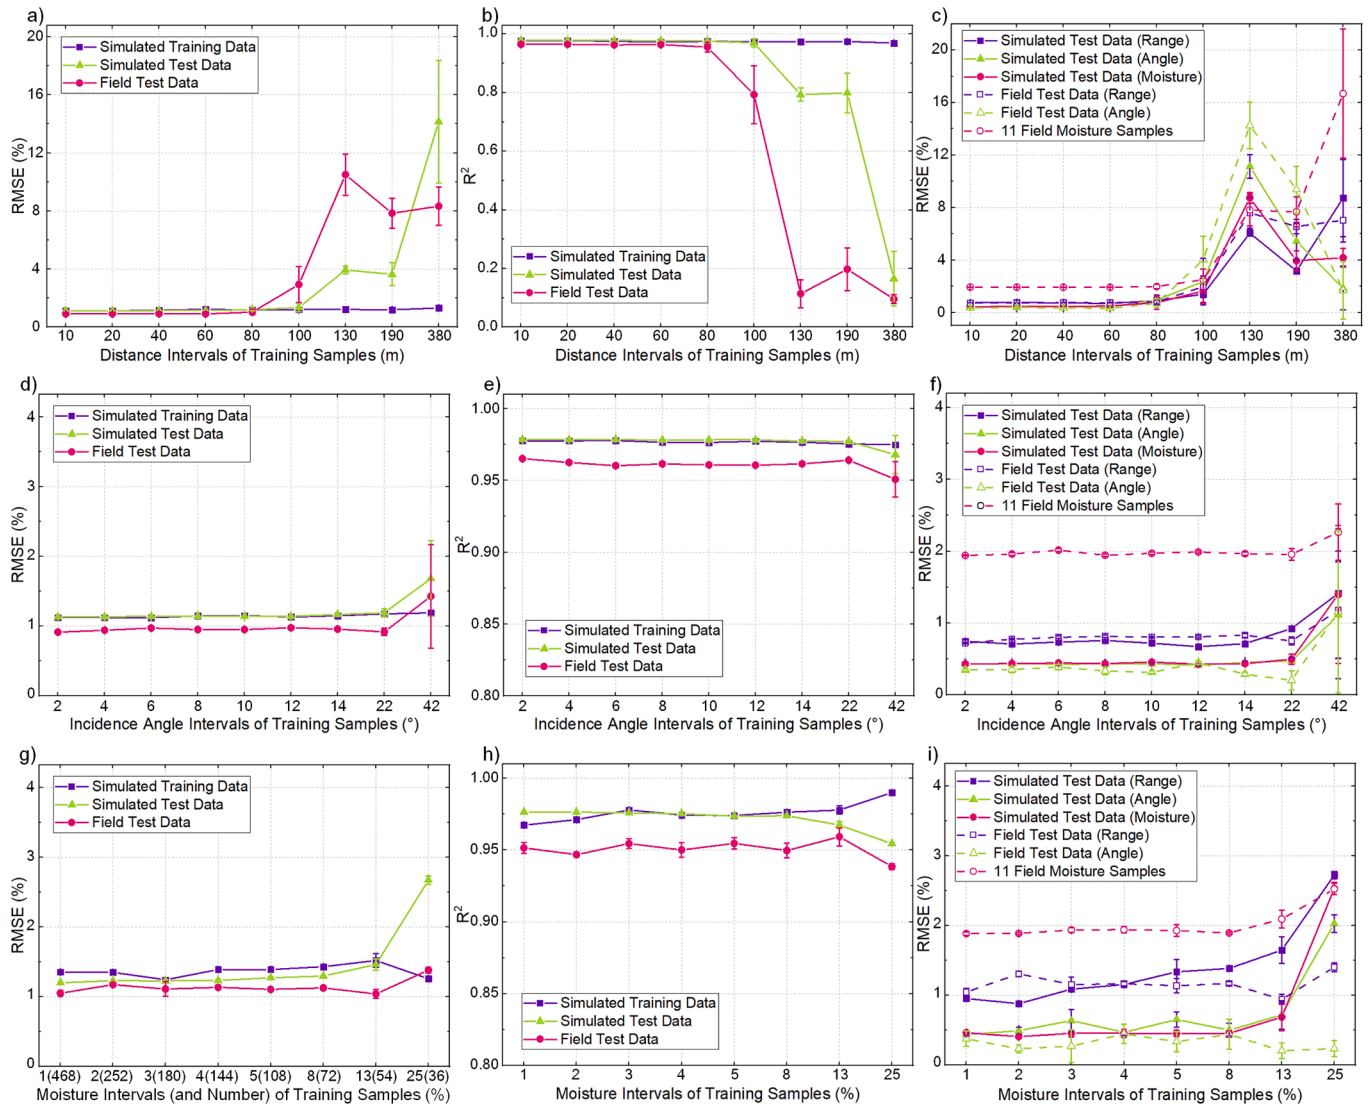 a)
20
16
12
8
4
0
RMSE (%)
Simulated Training Data
Simulated Test Data
Field Test Data
10 20 40 60 80 100 130 190 380
Distance Intervals of Training Samples (m)
b)
1.0
0.8
0.6
0.4
0.2
0.0
R²
Simulated Training Data
Simulated Test Data
Field Test Data
10 20 40 60 80 100 130 190 380
Distance Intervals of Training Samples (m)
c)
20
16
12
8
4
0
RMSE (%)
Simulated Test Data (Range)
Simulated Test Data (Angle)
Simulated Test Data (Moisture)
Field Test Data (Range)
Field Test Data (Angle)
11 Field Moisture Samples
10 20 40 60 80 100 130 190 380
Distance Intervals of Training Samples (m)
d)
4
3
2
1
0
RMSE (%)
Simulated Training Data
Simulated Test Data
Field Test Data
2 4 6 8 10 12 14 22 42
Incidence Angle Intervals of Training Samples (°)
e)
1.00
0.95
0.90
0.85
0.80
R²
Simulated Training Data
Simulated Test Data
Field Test Data
2 4 6 8 10 12 14 22 42
Incidence Angle Intervals of Training Samples (°)
f)
4
3
2
1
0
RMSE (%)
Simulated Test Data (Range)
Simulated Test Data (Angle)
Simulated Test Data (Moisture)
Field Test Data (Range)
Field Test Data (Angle)
11 Field Moisture Samples
2 4 6 8 10 12 14 22 42
Incidence Angle Intervals of Training Samples (°)
g)
4
3
2
1
0
RMSE (%)
Simulated Training Data
Simulated Test Data
Field Test Data
1(468) 2(252) 3(180) 4(144) 5(108) 8(72) 13(54) 25(36)
Moisture Intervals (and Number) of Training Samples (%)
h)
1.00
0.95
0.90
0.85
0.80
R²
Simulated Training Data
Simulated Test Data
Field Test Data
1 2 3 4 5 8 13 25
Moisture Intervals of Training Samples (%)
i)
4
3
2
1
0
RMSE (%)
Simulated Test Data (Range)
Simulated Test Data (Angle)
Simulated Test Data (Moisture)
Field Test Data (Range)
Field Test Data (Angle)
11 Field Moisture Samples
1 2 3 4 5 8 13 25
Moisture Intervals of Training Samples (%)